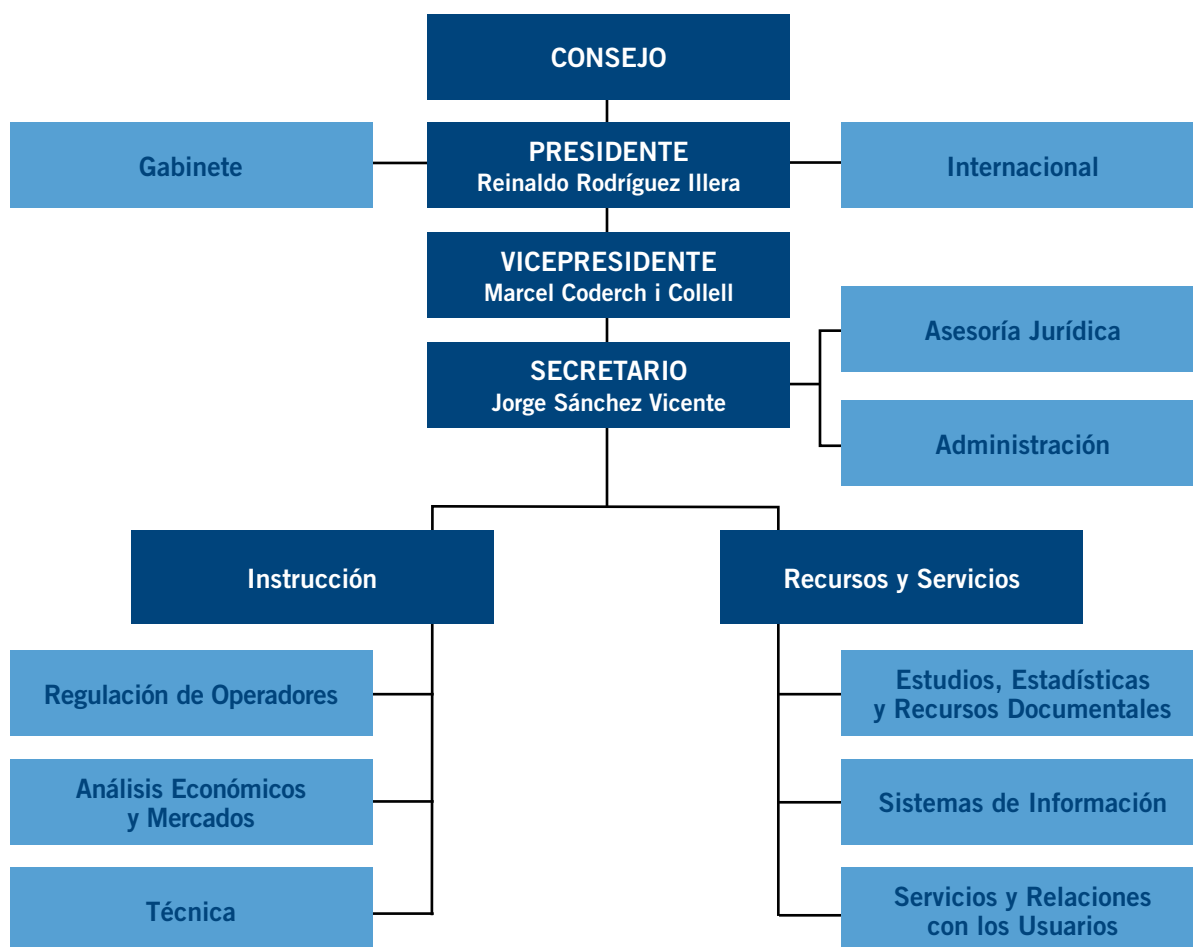 CONSEJO
Gabinete
PRESIDENTE
Reinaldo Rodríguez Illera
Internacional
VICEPRESIDENTE
Marcel Coderch i Collell
SECRETARIO
Jorge Sánchez Vicente
Asesoría Jurídica
Administración
Instrucción
Recursos y Servicios
Regulación de Operadores
Análisis Económicos
y Mercados
Técnica
Estudios, Estadísticas
y Recursos Documentales
Sistemas de Información
Servicios y Relaciones
con los Usuarios